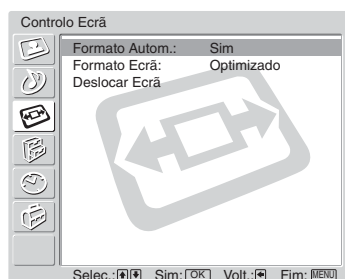 Controlo Ecrã
Formato Autom.: Sim
Formato Ecrã: Optimizado
Deslocar Ecrã
Selec.: Sim: OK Volt.: Fim: MENU